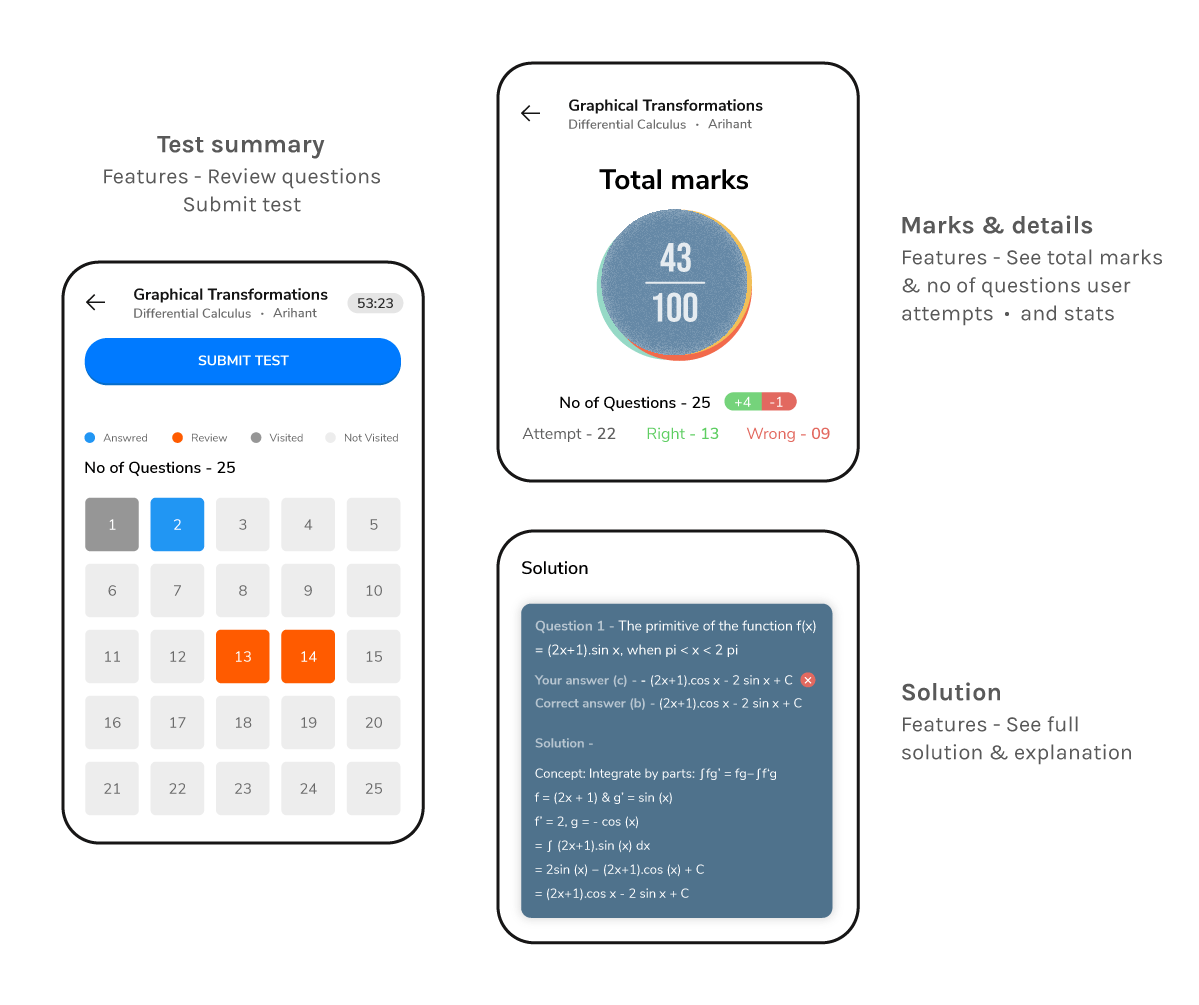 Test summary
Features - Review questions
Submit test
Graphical Transformations
Differential Calculus • Arihant
53:23
SUBMIT TEST
Answred Review Visited Not Visited
No of Questions - 25
1 2 3 4 5
6 7 8 9 10
11 12 13 14 15
16 17 18 19 20
21 22 23 24 25
Graphical Transformations
Differential Calculus • Arihant
Total marks
43
100
No of Questions - 25 +4 -1
Attempt - 22 Right - 13 Wrong - 09
Marks & details
Features - See total marks
& no of questions user
attempts • and stats
Solution
Question 1 - The primitive of the function f(x)
= (2x+1).sin x, when pi < x < 2 pi
Your answer (c) - - (2x+1).cos x - 2 sin x + C
Correct answer (b) - (2x+1).cos x - 2 sin x + C
Solution -
Concept: Integrate by parts: ∫fg' = fg−∫f'g
f = (2x + 1) & g' = sin (x)
f' = 2, g = - cos (x)
= ∫ (2x+1).sin (x) dx
= 2sin (x) − (2x+1).cos (x) + C
= (2x+1).cos x - 2 sin x + C
Solution
Features - See full
solution & explanation